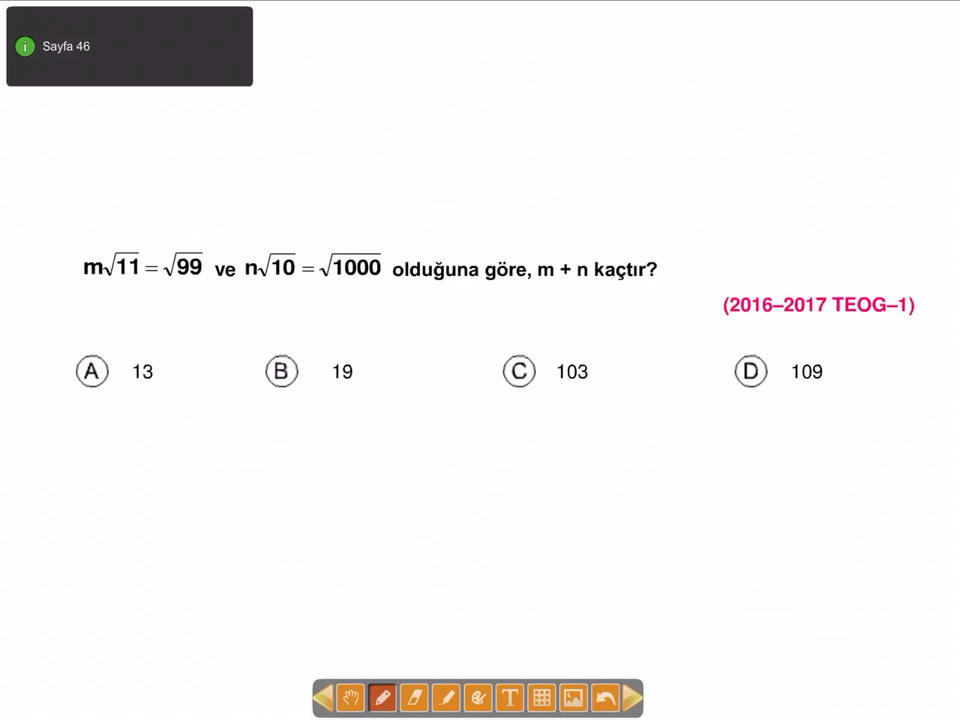 i Sayfa 46
m√11 = √99 ve n√10 = √1000 olduğuna göre, m + n kaçtır?
(2016–2017 TEOG–1)
A 13 B 19 C 103 D 109
T